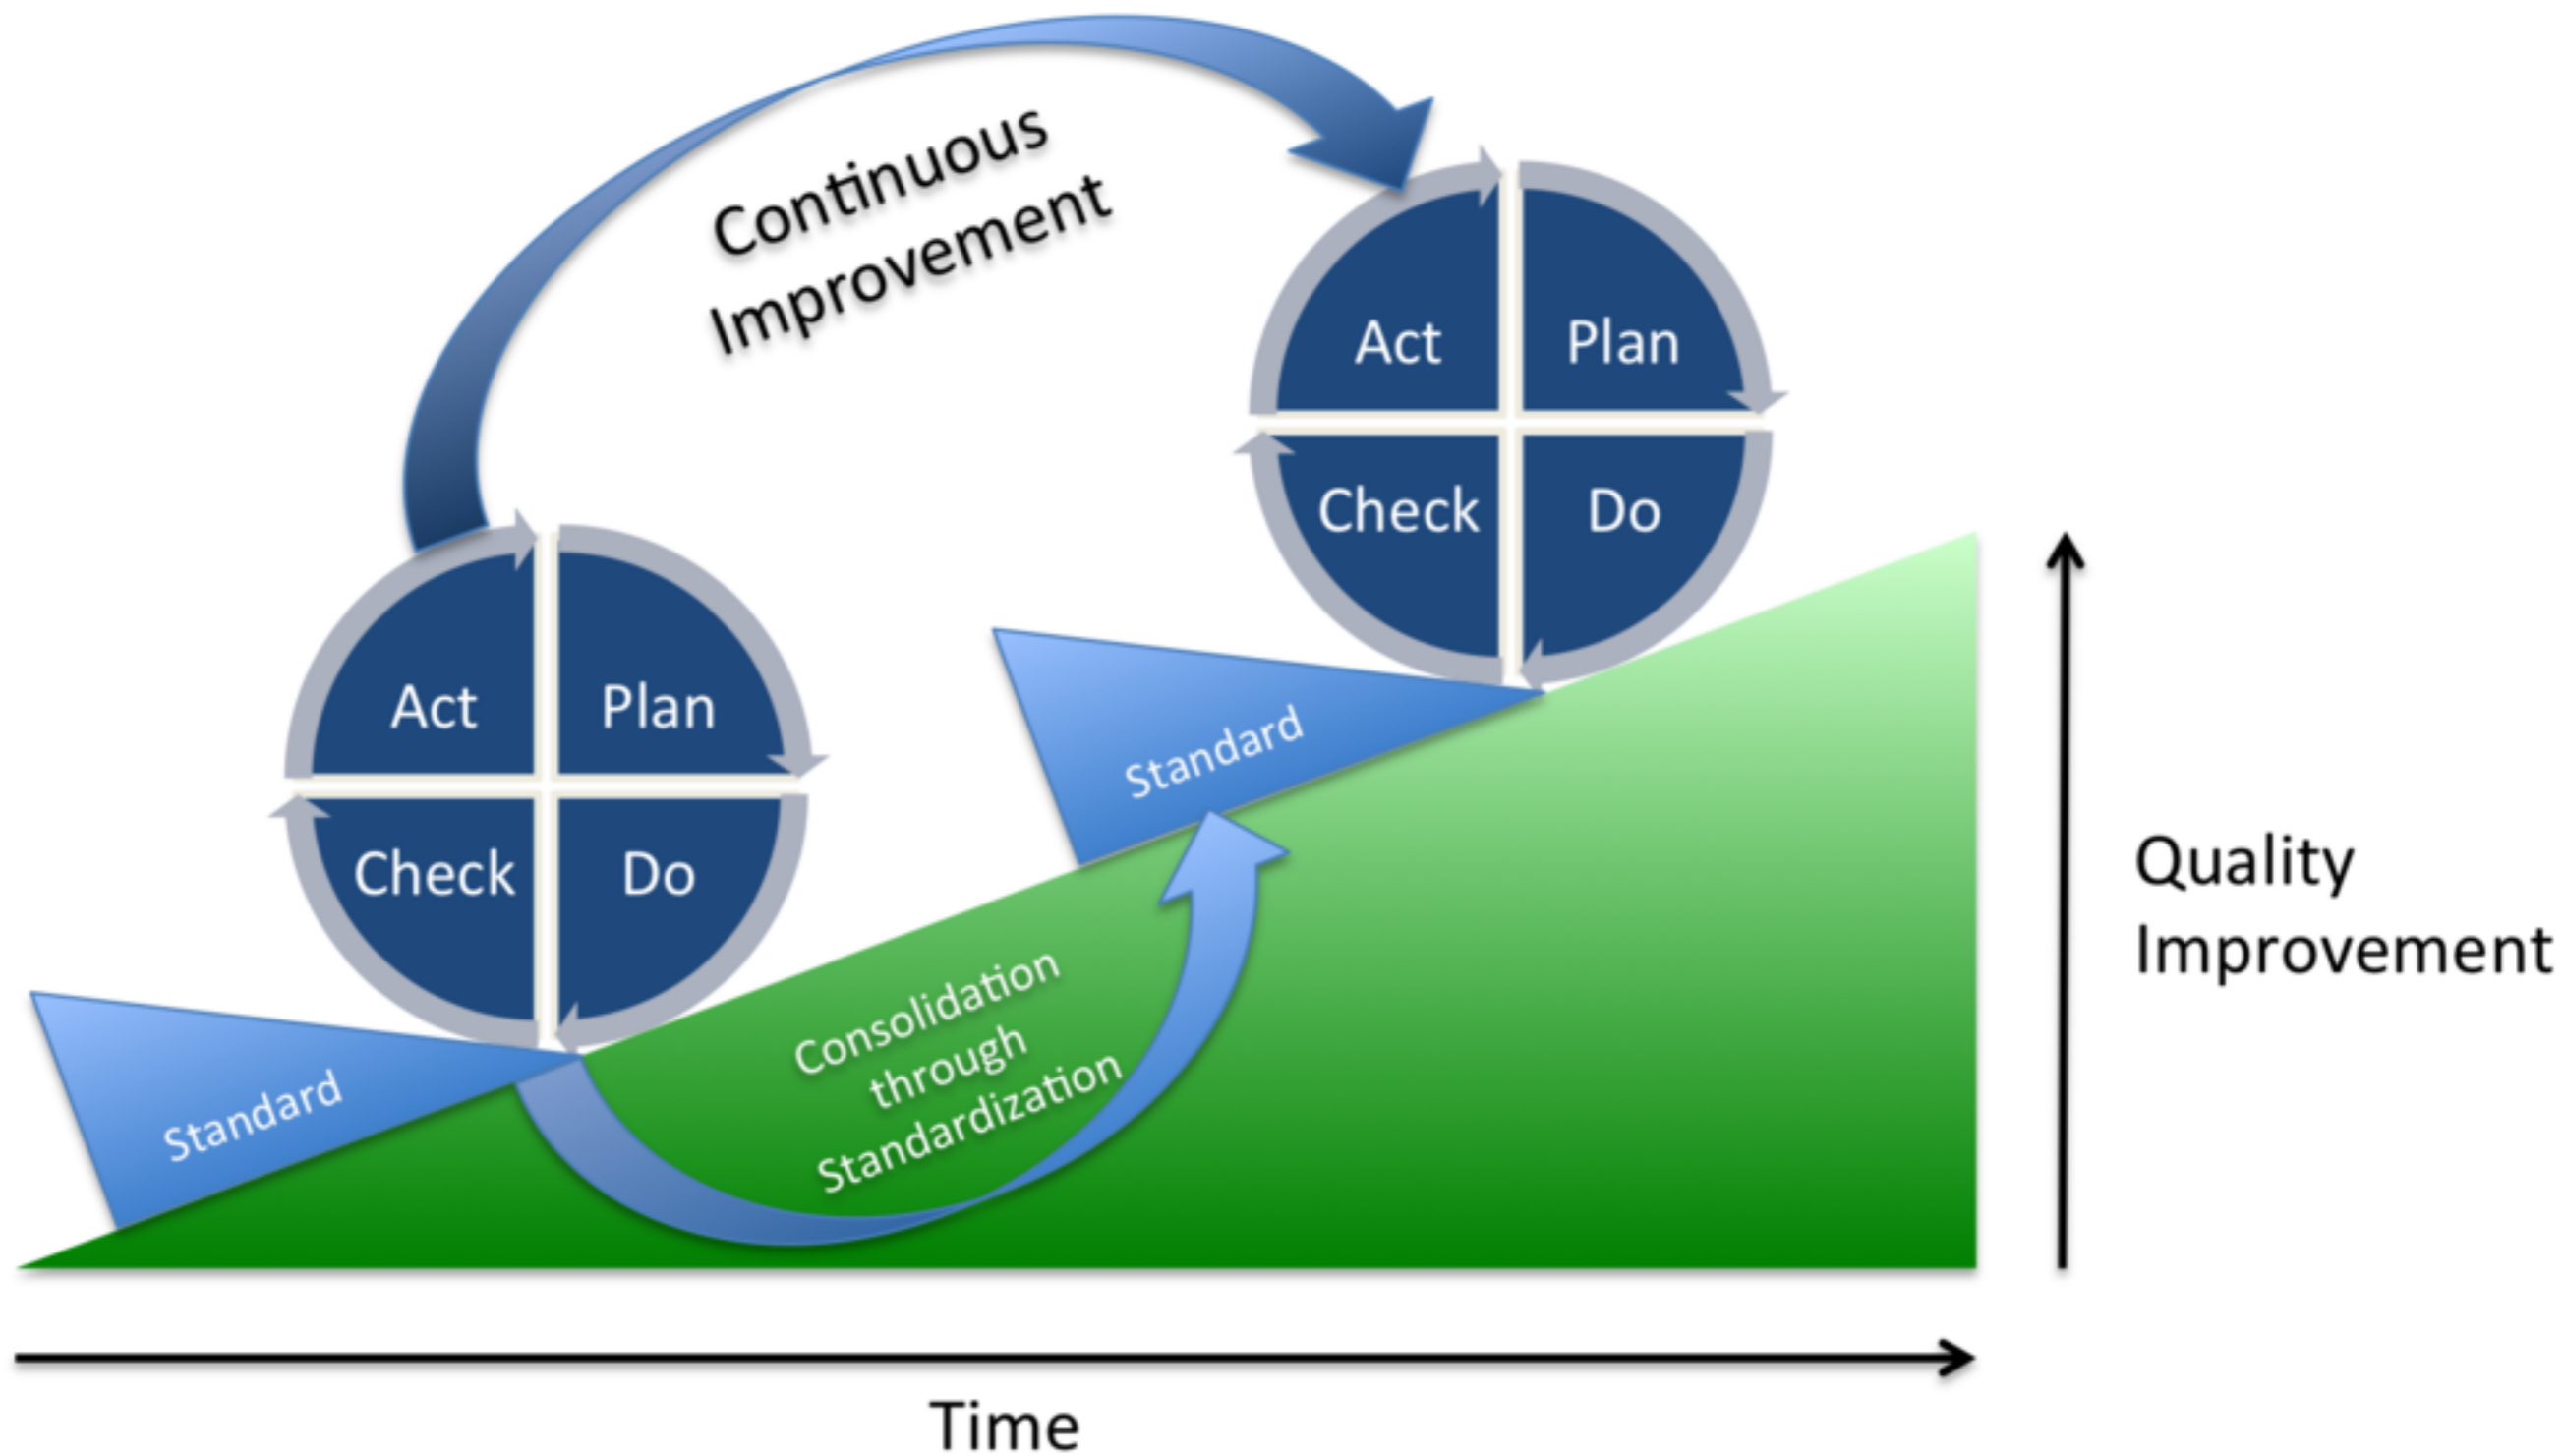 Continuous
Improvement
Act
Plan
Check
Do
Act
Plan
Check
Do
Standard
Standard
Consolidation
through
Standardization
Quality
Improvement
Time